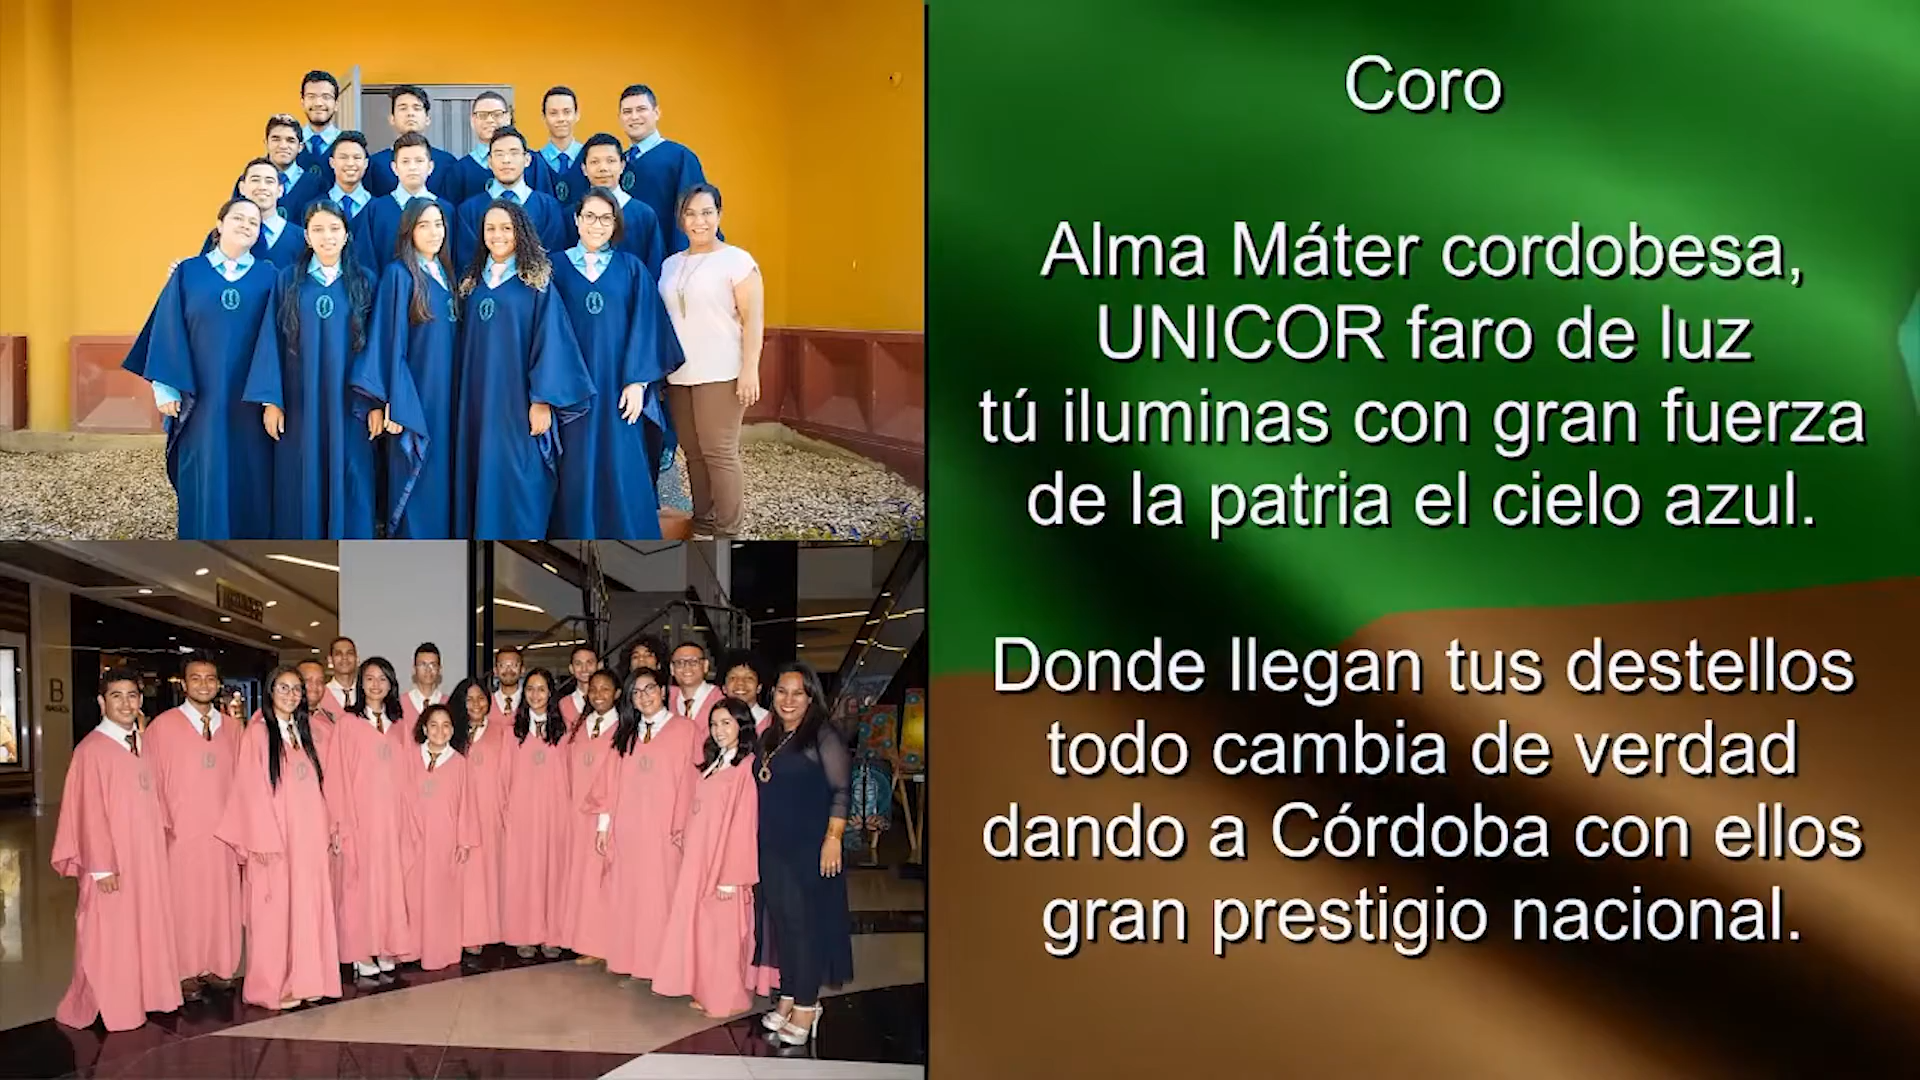 Coro
Alma Máter cordobesa,
UNICOR faro de luz
tú iluminas con gran fuerza
de la patria el cielo azul.
Donde llegan tus destellos
todo cambia de verdad
dando a Córdoba con ellos
gran prestigio nacional.